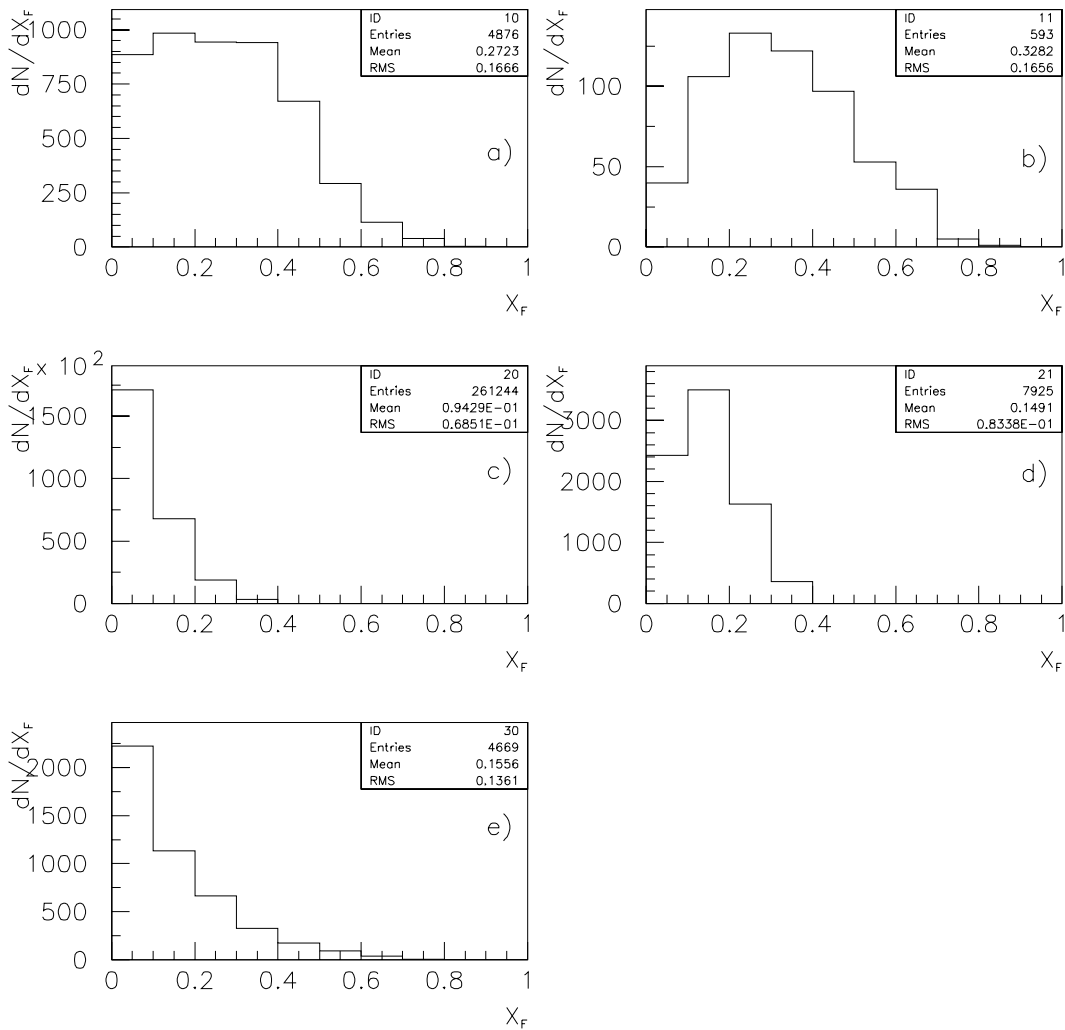 dN/dX_F
1000
750
500
250
0
ID 10
Entries 4876
Mean 0.2723
RMS 0.1666
a)
0 0.2 0.4 0.6 0.8 1
X_F
dN/dX_F
100
50
0
ID 11
Entries 593
Mean 0.3282
RMS 0.1656
b)
0 0.2 0.4 0.6 0.8 1
X_F
dN/dX_F
x 10^2
1500
1000
500
0
ID 20
Entries 261244
Mean 0.9429E-01
RMS 0.6851E-01
c)
0 0.2 0.4 0.6 0.8 1
X_F
dN/dX_F
3000
2000
1000
0
ID 21
Entries 7925
Mean 0.1491
RMS 0.8338E-01
d)
0 0.2 0.4 0.6 0.8 1
X_F
dN/dX_F
2000
1500
1000
500
0
ID 30
Entries 4669
Mean 0.1556
RMS 0.1361
e)
0 0.2 0.4 0.6 0.8 1
X_F